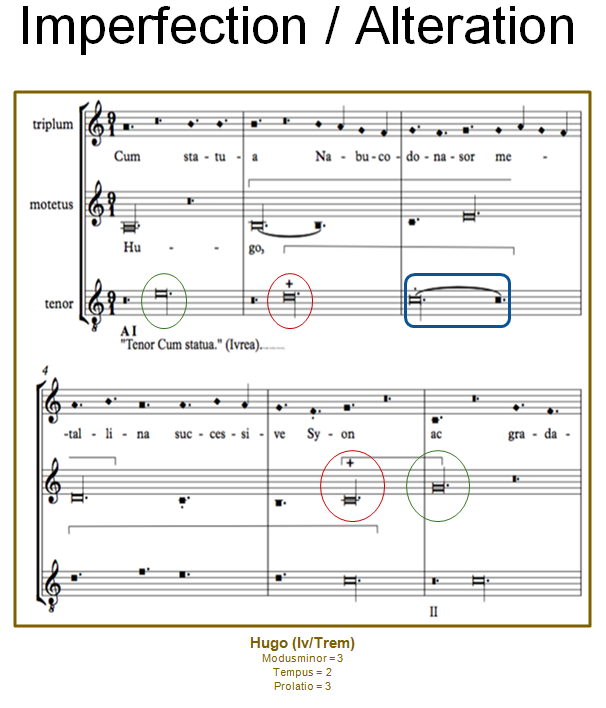 Imperfection / Alteration
triplum
Cum sta - tu - a Na - bu - co - do - na - sor me -
motetus
Hu - - go,
tenor
A I
"Tenor Cum statua." (Ivrea).......
4
-tal - li - na suc - ces - si - ve Sy - on ac gra - da -
II
Hugo (Iv/Trem)
Modusminor = 3
Tempus = 2
Prolatio = 3